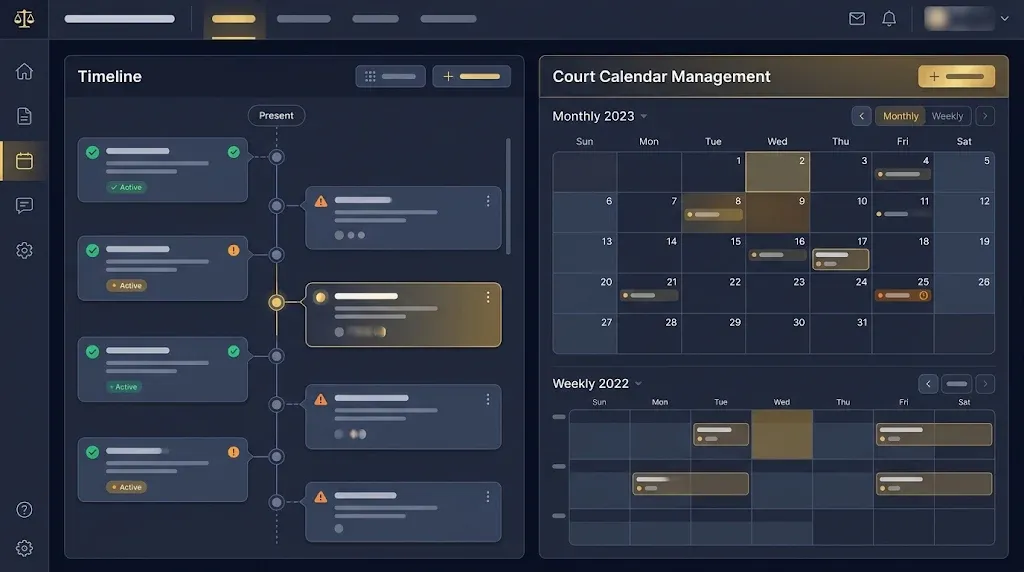 Timeline
Present
Active
Active
Active
Active
Court Calendar Management
Monthly 2023
Monthly Weekly
Sun Mon Tue Wed Thu Fri Sat
1 2 3 4 5
6 7 8 9 10 11 12
13 14 15 16 17 18 19
20 21 22 22 24 25 26
27 28 29 30 31
Weekly 2022
Sun Mon Tue Wed Thu Fri Sat